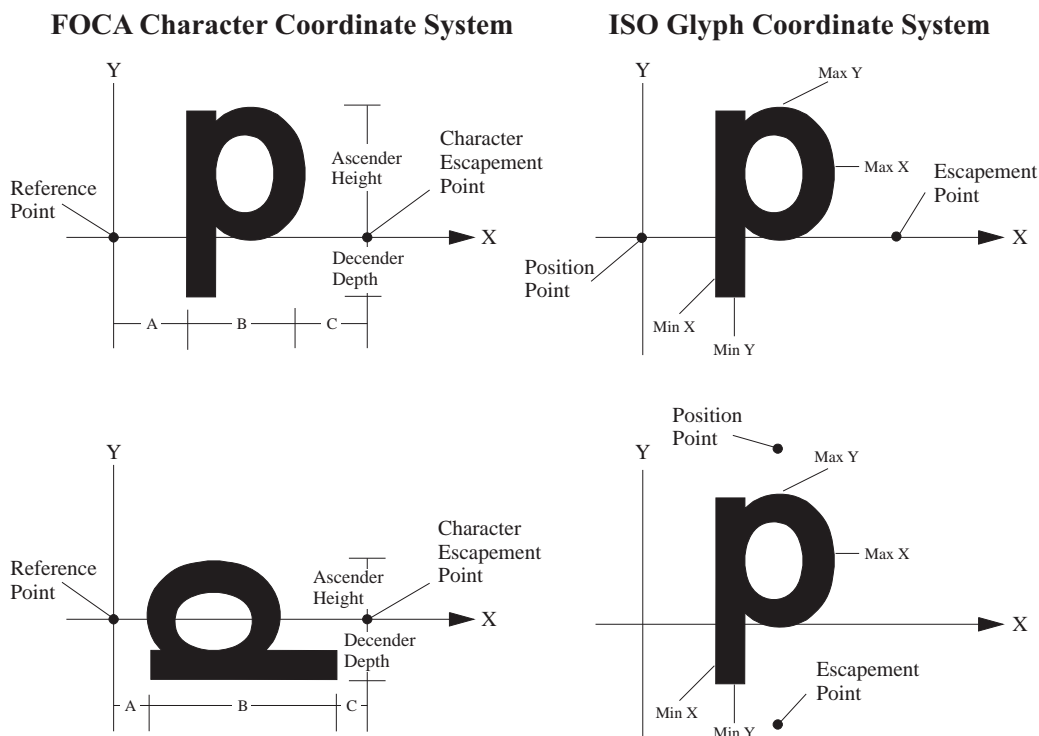 FOCA Character Coordinate System
ISO Glyph Coordinate System
Y
Ascender
Height
Character
Escapement
Point
Reference
Point
X
Decender
Depth
A
B
C
Y
Max Y
Max X
Escapement
Point
X
Position
Point
Min X
Min Y
Y
Character
Escapement
Point
Ascender
Height
Reference
Point
X
Decender
Depth
A
B
C
Position
Point
Y
Max Y
Max X
X
Escapement
Point
Min X
Min Y